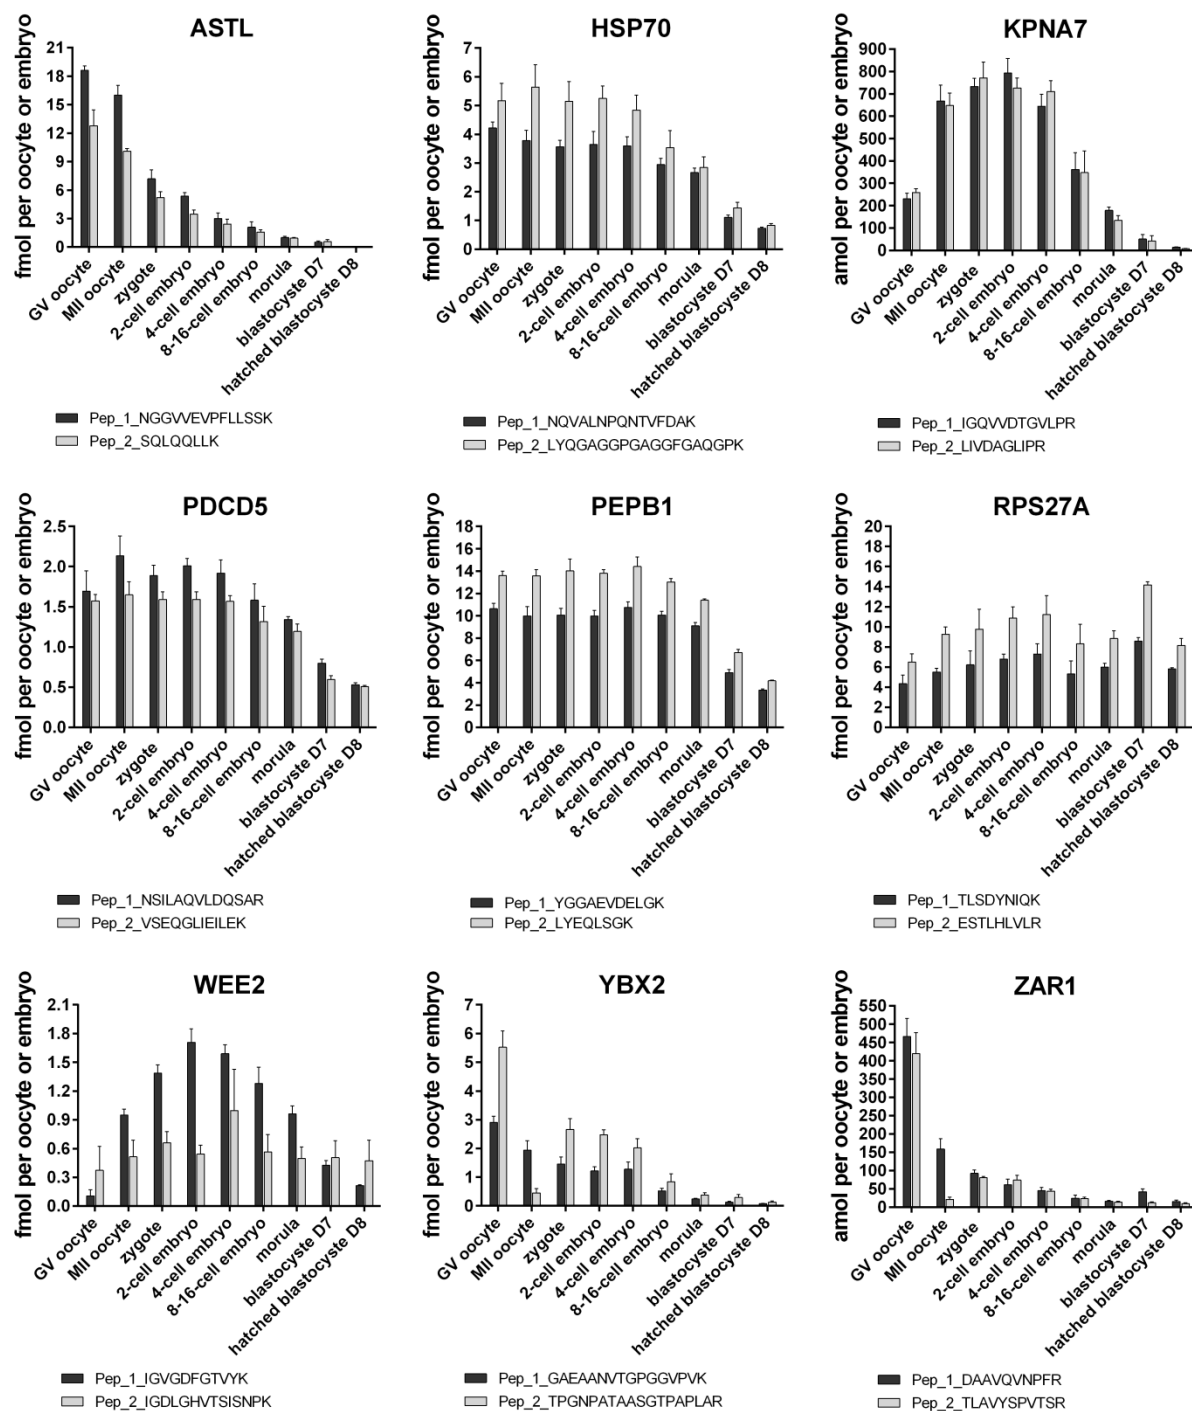 ASTL
fmol per oocyte or embryo
21
18
15
12
9
6
3
0
GV oocyte
MII oocyte
zygote
2-cell embryo
4-cell embryo
8-16-cell embryo
morula
blastocyste D7
hatched blastocyste D8
Pep_1_NGGVVEVPFLLSSK
Pep_2_SQLQQLLK
HSP70
fmol per oocyte or embryo
7
6
5
4
3
2
1
0
GV oocyte
MII oocyte
zygote
2-cell embryo
4-cell embryo
8-16-cell embryo
morula
blastocyste D7
hatched blastocyste D8
Pep_1_NQVALNPQNTVFDAK
Pep_2_LYQGAGGPGAGGFGAQGPK
KPNA7
amol per oocyte or embryo
900
800
700
600
500
400
300
200
100
0
GV oocyte
MII oocyte
zygote
2-cell embryo
4-cell embryo
8-16-cell embryo
morula
blastocyste D7
hatched blastocyste D8
Pep_1_IGQVVDTGVLPR
Pep_2_LIVDAGLIPR
PDCD5
fmol per oocyte or embryo
2.5
2.0
1.5
1.0
0.5
0.0
GV oocyte
MII oocyte
zygote
2-cell embryo
4-cell embryo
8-16-cell embryo
morula
blastocyste D7
hatched blastocyste D8
Pep_1_NSILAQVLDQSAR
Pep_2_VSEQGLIEILEK
PEPB1
fmol per oocyte or embryo
18
16
14
12
10
8
6
4
2
0
GV oocyte
MII oocyte
zygote
2-cell embryo
4-cell embryo
8-16-cell embryo
morula
blastocyste D7
hatched blastocyste D8
Pep_1_YGGAEVDELGK
Pep_2_LYEQLSGK
RPS27A
fmol per oocyte or embryo
20
18
16
14
12
10
8
6
4
2
0
GV oocyte
MII oocyte
zygote
2-cell embryo
4-cell embryo
8-16-cell embryo
morula
blastocyste D7
hatched blastocyste D8
Pep_1_TLSDYNIQK
Pep_2_ESTLHLVLR
WEE2
fmol per oocyte or embryo
2.1
1.8
1.5
1.2
0.9
0.6
0.3
0.0
GV oocyte
MII oocyte
zygote
2-cell embryo
4-cell embryo
8-16-cell embryo
morula
blastocyste D7
hatched blastocyste D8
Pep_1_IGVGDFGTVYK
Pep_2_IGDLGHVTSISNPK
YBX2
fmol per oocyte or embryo
7
6
5
4
3
2
1
0
GV oocyte
MII oocyte
zygote
2-cell embryo
4-cell embryo
8-16-cell embryo
morula
blastocyste D7
hatched blastocyste D8
Pep_1_GAEAANVTGPGGVPVK
Pep_2_TPGNPATAASGTPAPLAR
ZAR1
amol per oocyte or embryo
550
500
450
400
350
300
250
200
150
100
50
0
GV oocyte
MII oocyte
zygote
2-cell embryo
4-cell embryo
8-16-cell embryo
morula
blastocyste D7
hatched blastocyste D8
Pep_1_DAAVQVNPFR
Pep_2_TLAVYSPVTSR